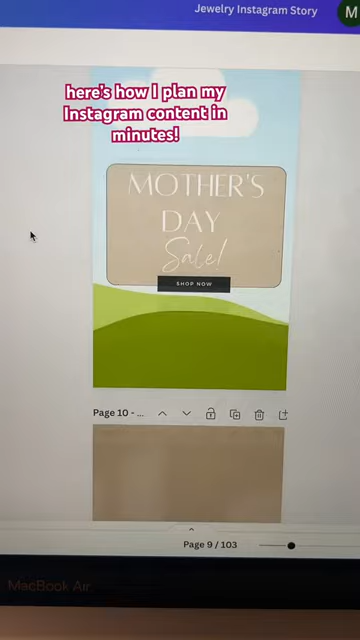 Jewelry Instagram Story
M
here's how I plan my
Instagram content in
minutes!
MOTHER'S
DAY
Sale!
SHOP NOW
Page 10 - ...
Page 9 / 103
MacBook Air